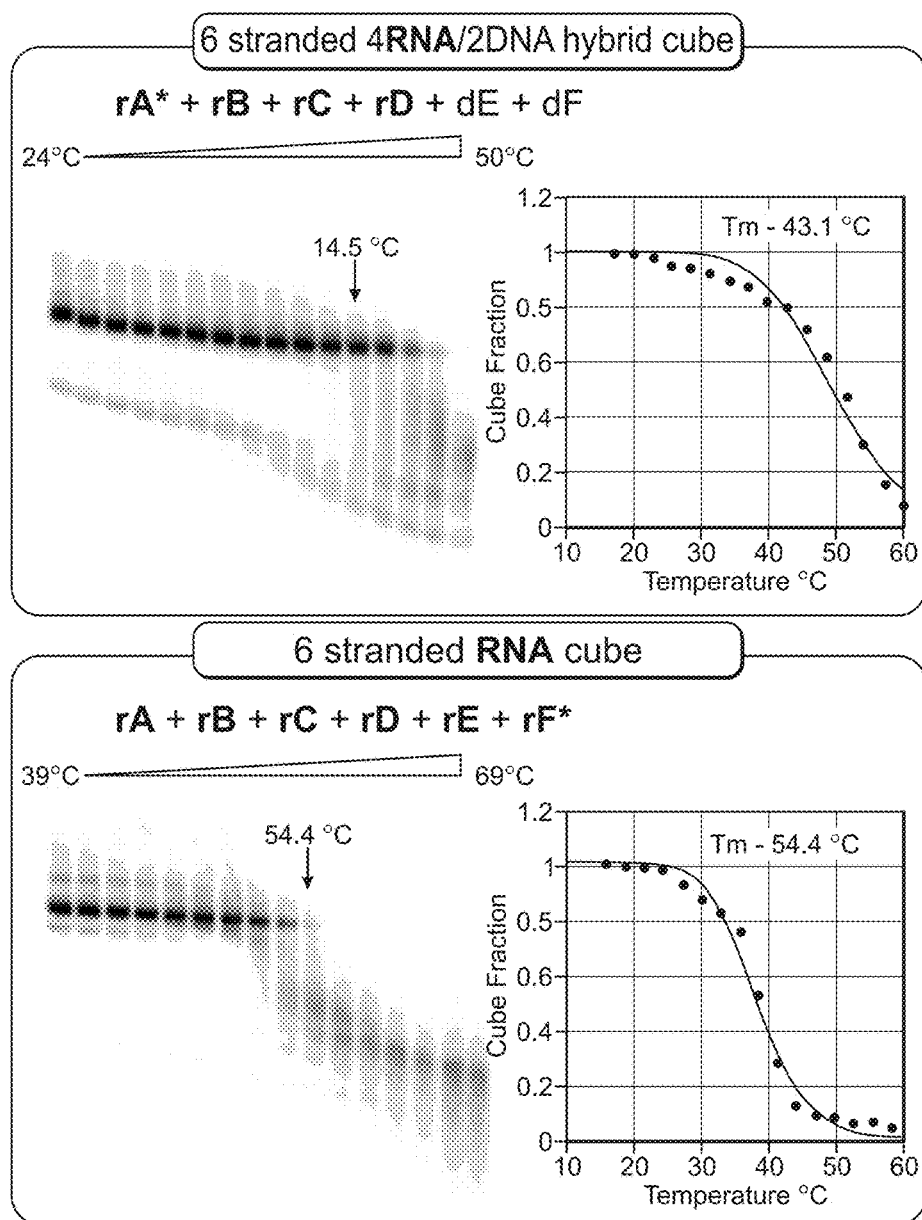 6 stranded 4RNA/2DNA hybrid cube
rA* + rB + rC + rD + dE + dF
24°C
50°C
14.5 °C
Tm - 43.1 °C
Cube Fraction
1.2
1
0.5
0.6
0.4
0.2
0
10 20 30 40 50 60
Temperature °C
6 stranded RNA cube
rA + rB + rC + rD + rE + rF*
39°C
69°C
54.4 °C
Tm - 54.4 °C
Cube Fraction
1.2
1
0.5
0.6
0.4
0.2
0
10 20 30 40 50 60
Temperature °C